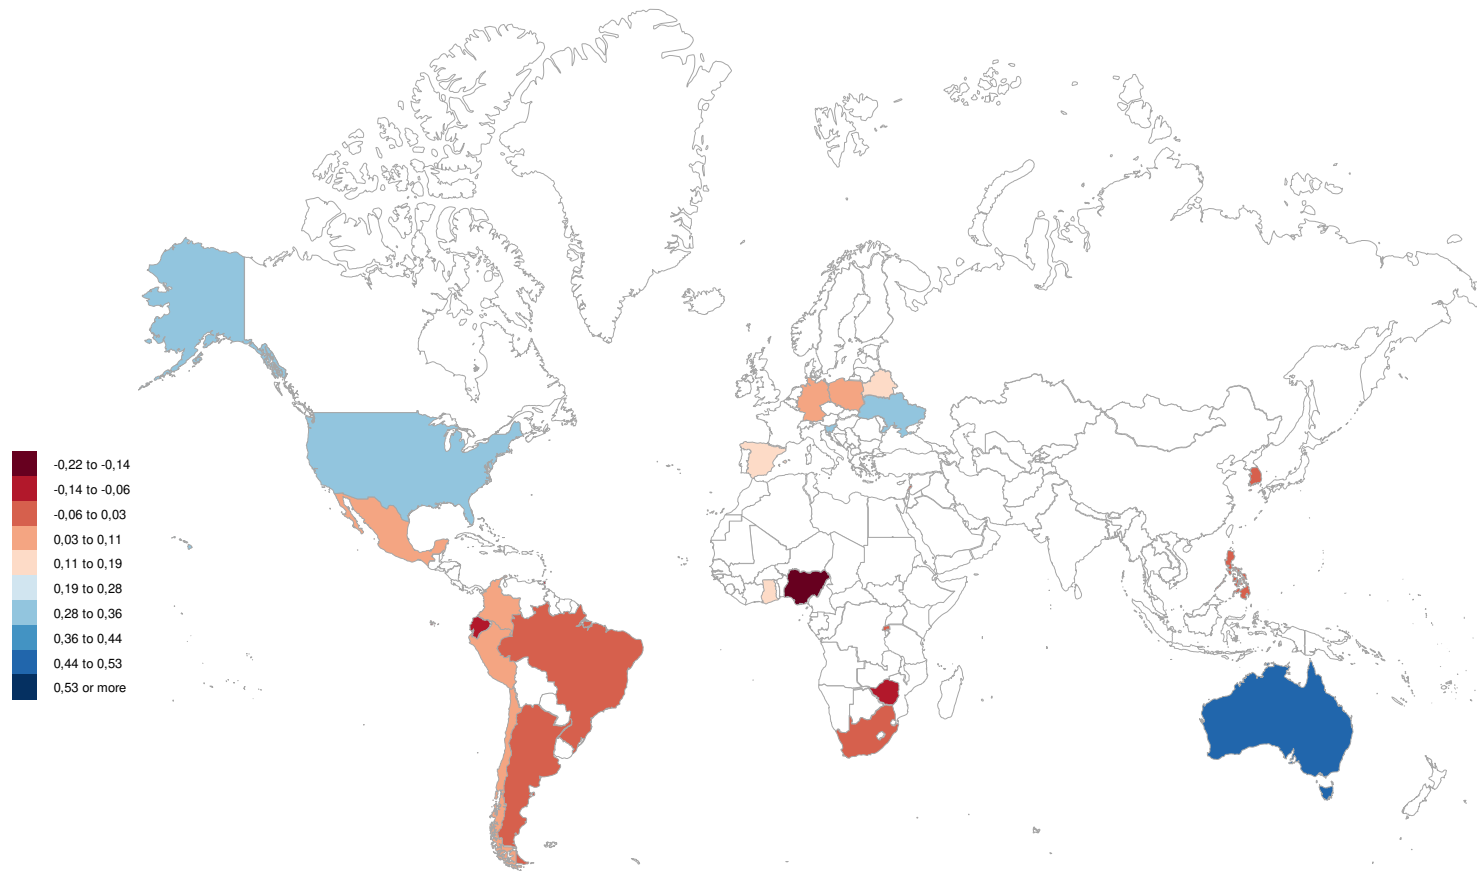 -0,22 to -0,14
-0,14 to -0,06
-0,06 to 0,03
0,03 to 0,11
0,11 to 0,19
0,19 to 0,28
0,28 to 0,36
0,36 to 0,44
0,44 to 0,53
0,53 or more